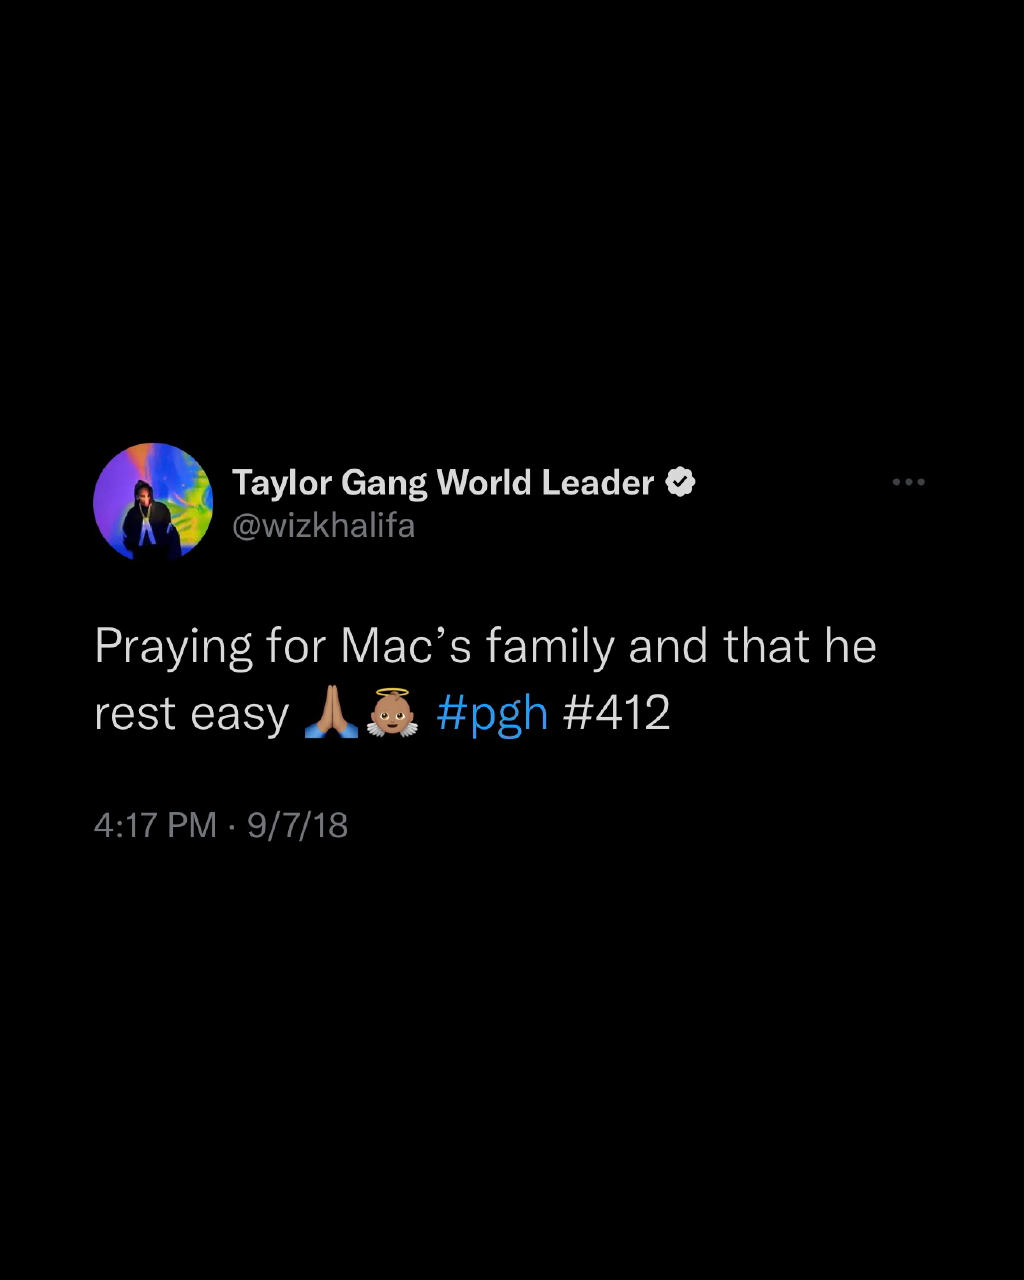 Taylor Gang World Leader
@wizkhalifa
Praying for Mac’s family and that he
rest easy 🙏🏽👼🏽 #pgh #412
4:17 PM · 9/7/18